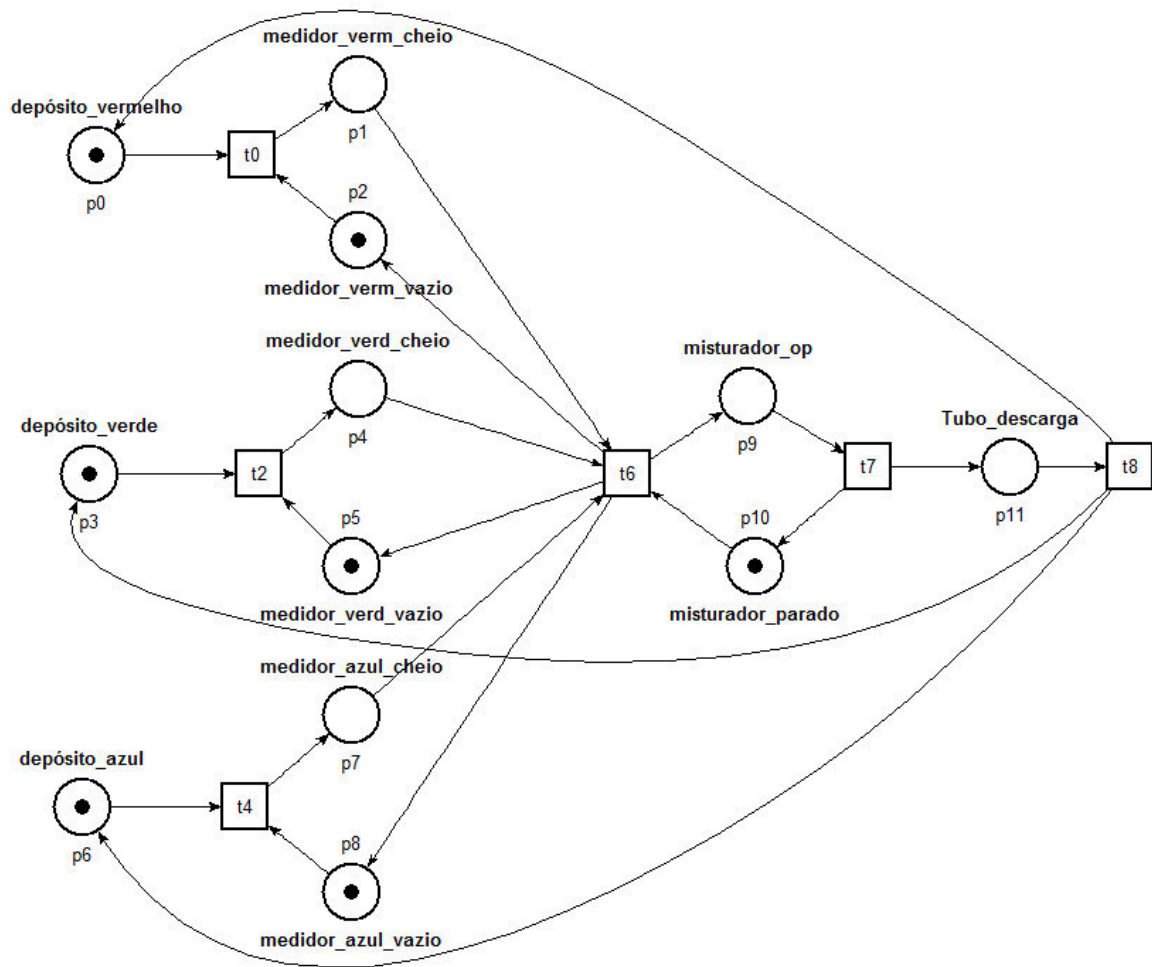 medidor_verm_cheio
depósito_vermelho
t0
p1
p0
p2
medidor_verm_vazio
medidor_verd_cheio
misturador_op
depósito_verde
Tubo_descarga
p4
p9
t2
t6
t7
t8
p3
p5
p10
p11
medidor_verd_vazio
misturador_parado
medidor_azul_cheio
depósito_azul
p7
t4
p6
p8
medidor_azul_vazio